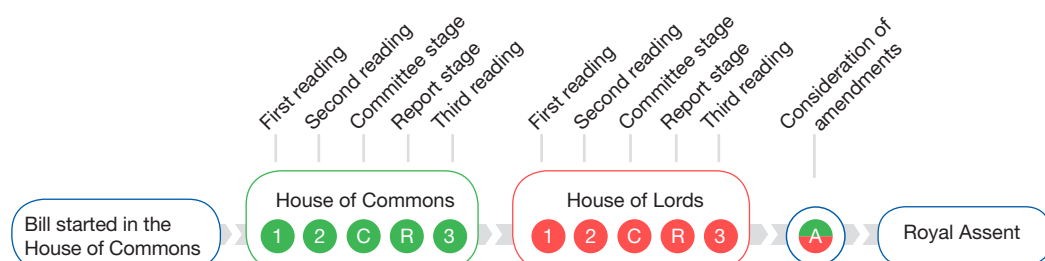 First reading
Second reading
Committee stage
Report stage
Third reading
First reading
Second reading
Committee stage
Report stage
Third reading
Consideration of
amendments
Bill started in the
House of Commons
House of Commons
1 2 C R 3
House of Lords
1 2 C R 3
A
Royal Assent